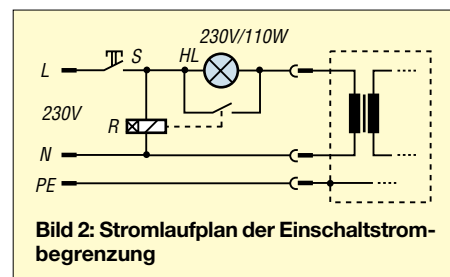 230V/110W
L
S
HL
230V
R
N
PE
Bild 2: Stromlaufplan der Einschaltstrom-
begrenzung